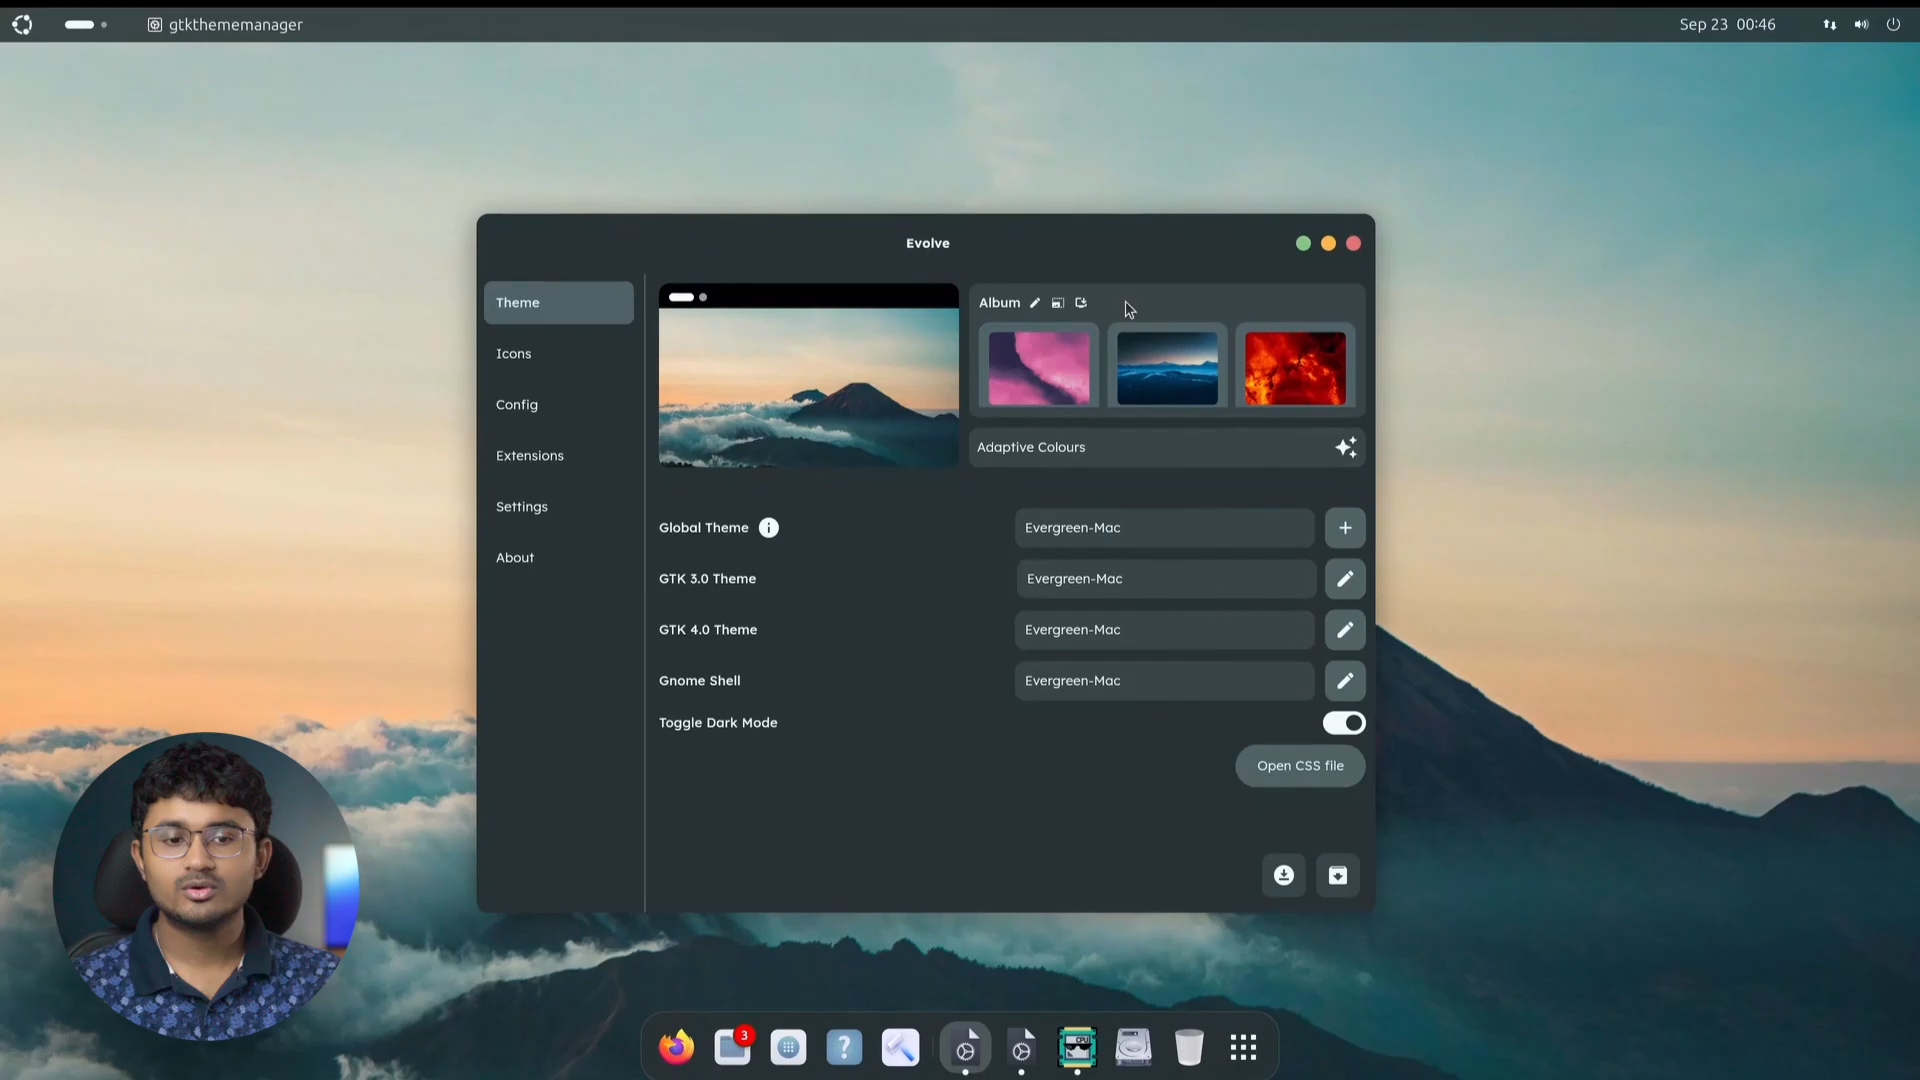 gtkthememanager
Sep 23 00:46
Evolve
Theme
Icons
Config
Extensions
Settings
About
Album
Adaptive Colours
Global Theme
Evergreen-Mac
GTK 3.0 Theme
Evergreen-Mac
GTK 4.0 Theme
Evergreen-Mac
Gnome Shell
Evergreen-Mac
Toggle Dark Mode
Open CSS file
3
CPU